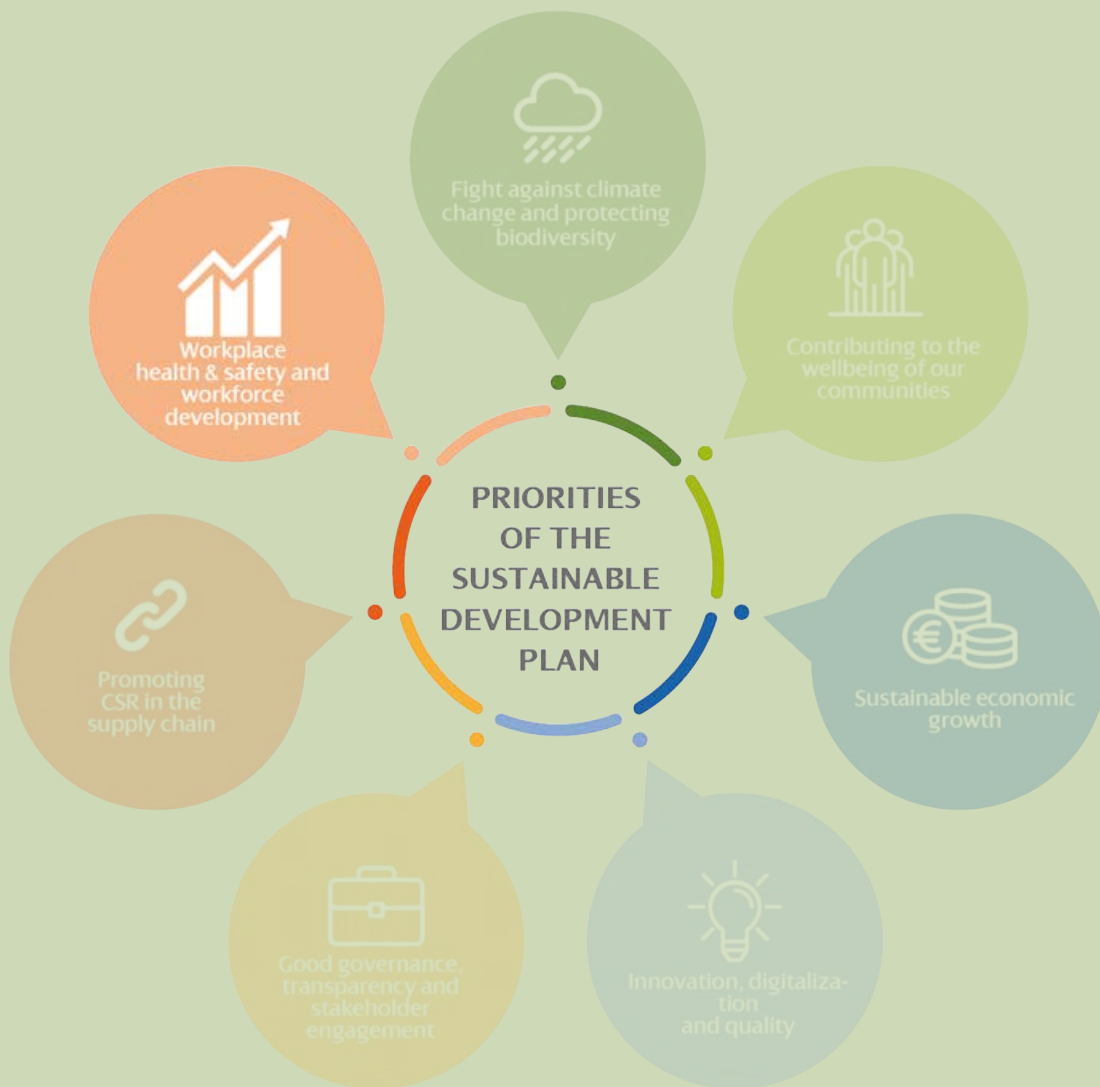 Fight against climate
change and protecting
biodiversity
Contributing to the
wellbeing of our
communities
Sustainable economic
growth
Innovation, digitaliza-
tion
and quality
Good governance,
transparency and
stakeholder
engagement
Promoting
CSR in the
supply chain
Workplace
health & safety and
workforce
development
PRIORITIES
OF THE
SUSTAINABLE
DEVELOPMENT
PLAN